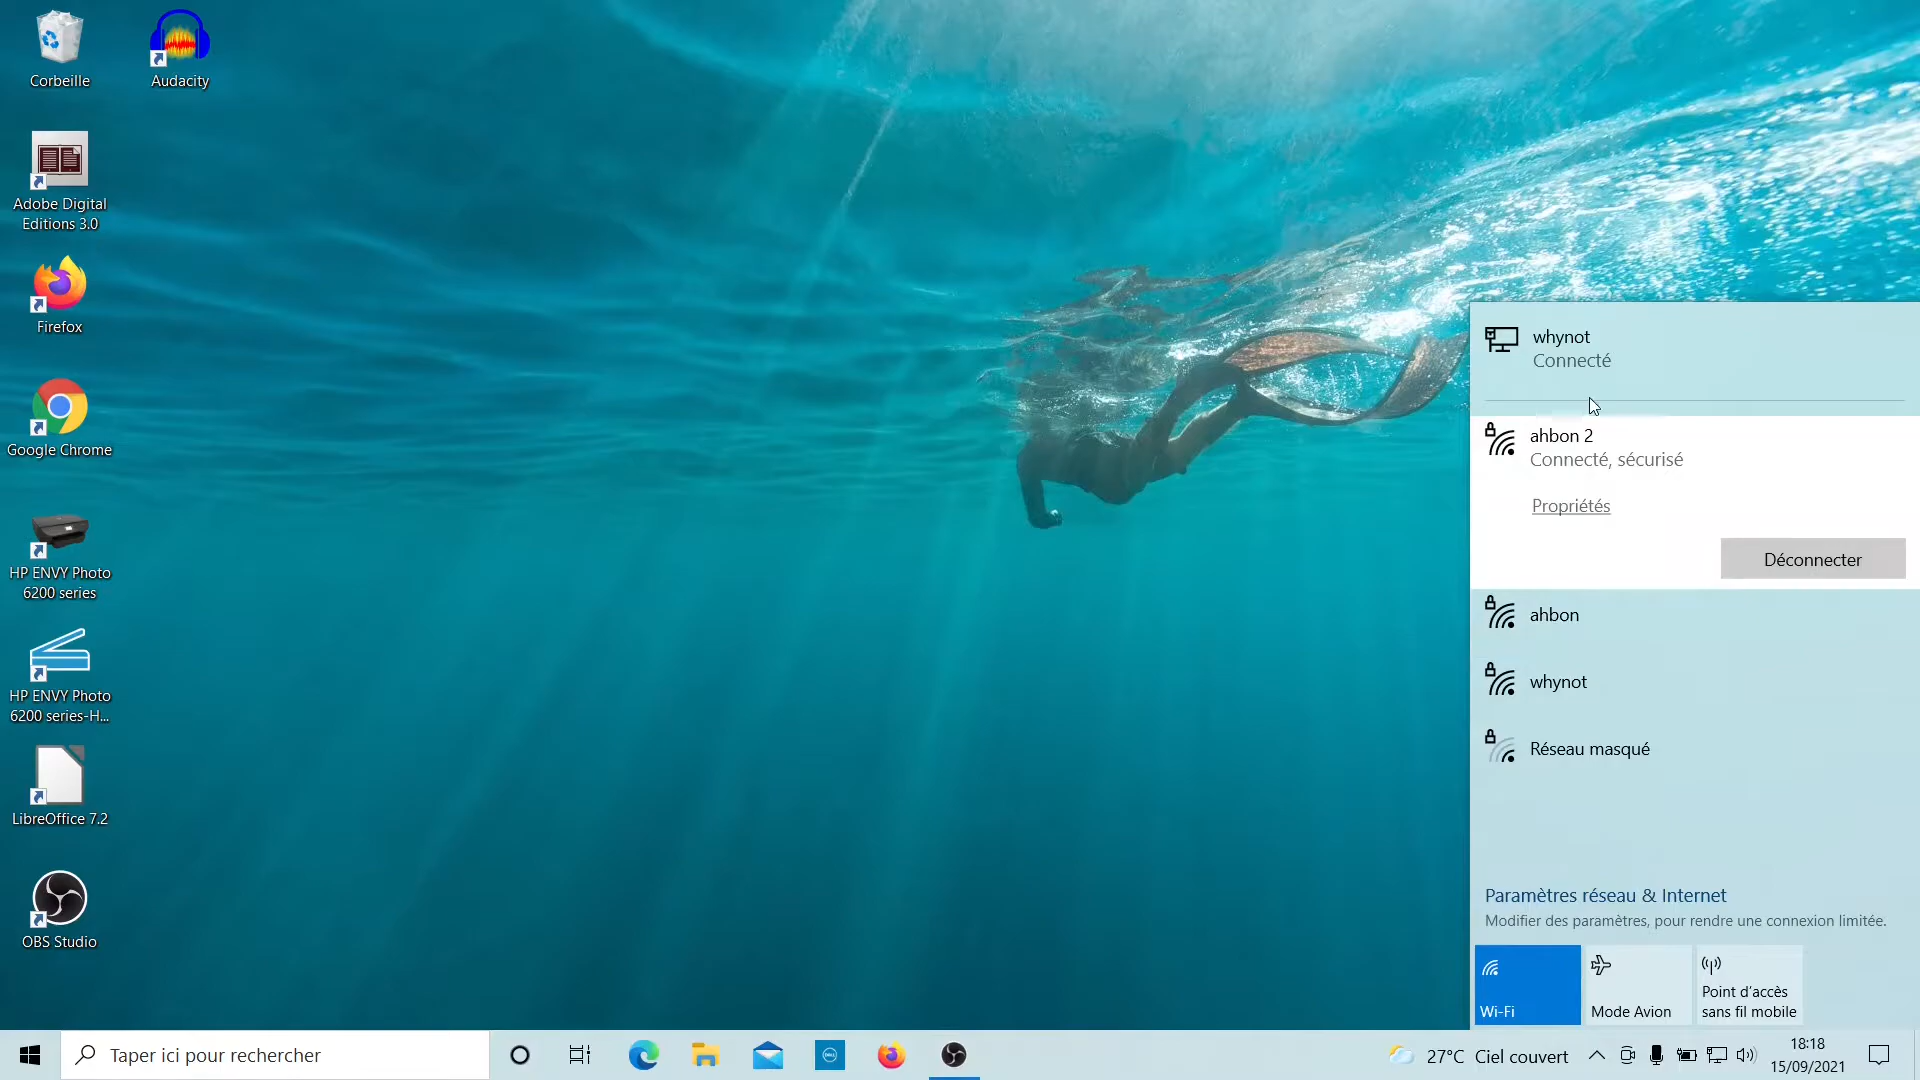 Corbeille
Audacity
Adobe Digital
Editions 3.0
Firefox
Google Chrome
HP ENVY Photo
6200 series
HP ENVY Photo
6200 series-H...
LibreOffice 7.2
OBS Studio
whynot
Connecté
ahbon 2
Connecté, sécurisé
Propriétés
Déconnecter
ahbon
whynot
Réseau masqué
Paramètres réseau & Internet
Modifier des paramètres, pour rendre une connexion limitée.
Wi-Fi
Mode Avion
Point d'accès
sans fil mobile
Taper ici pour rechercher
DELL
27°C Ciel couvert
18:18
15/09/2021